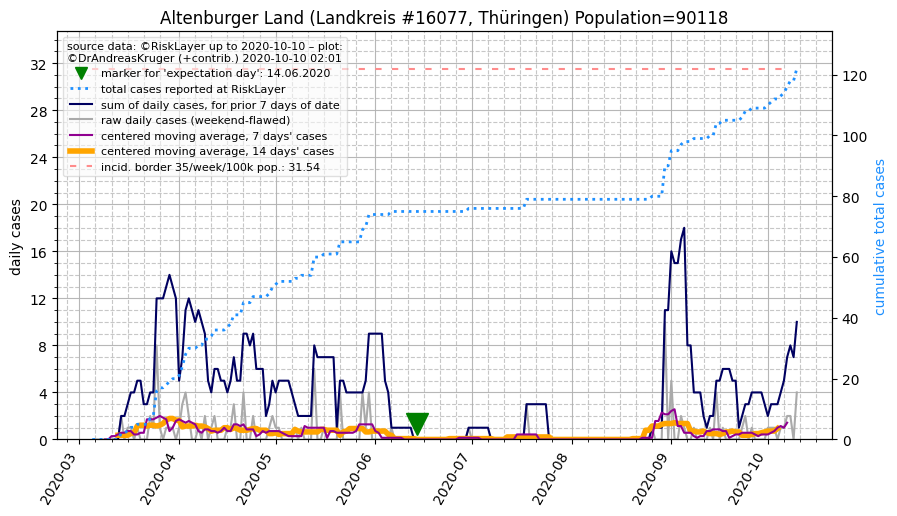 Altenburger Land (Landkreis #16077, Thüringen) Population=90118
source data: ©RiskLayer up to 2020-10-10 – plot:
©DrAndreasKruger (+contrib.) 2020-10-10 02:01
marker for 'expectation day': 14.06.2020
total cases reported at RiskLayer
sum of daily cases, for prior 7 days of date
raw daily cases (weekend-flawed)
centered moving average, 7 days' cases
centered moving average, 14 days' cases
incid. border 35/week/100k pop.: 31.54
daily cases
32
28
24
20
16
12
8
4
0
120
100
80
60
40
20
0
cumulative total cases
2020-03
2020-04
2020-05
2020-06
2020-07
2020-08
2020-09
2020-10